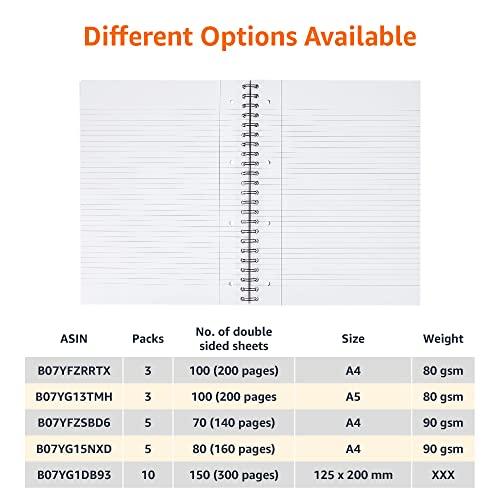 Different Options Available
ASIN Packs No. of double sided sheets Size Weight
B07YFZRRTX 3 100 (200 pages) A4 80 gsm
B07YG13TMH 3 100 (200 pages A5 80 gsm
B07YFZSBD6 5 70 (140 pages) A4 90 gsm
B07YG15NXD 5 80 (160 pages) A4 90 gsm
B07YG1DB93 10 150 (300 pages) 125 x 200 mm XXX